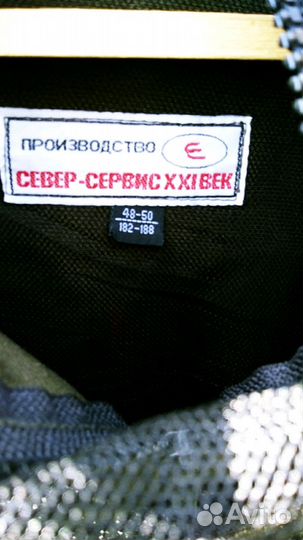 ПРОИЗВОДСТВО Є
СЕВЕР-СЕРВИС XXI ВЕК
48-50
182-188
Avito